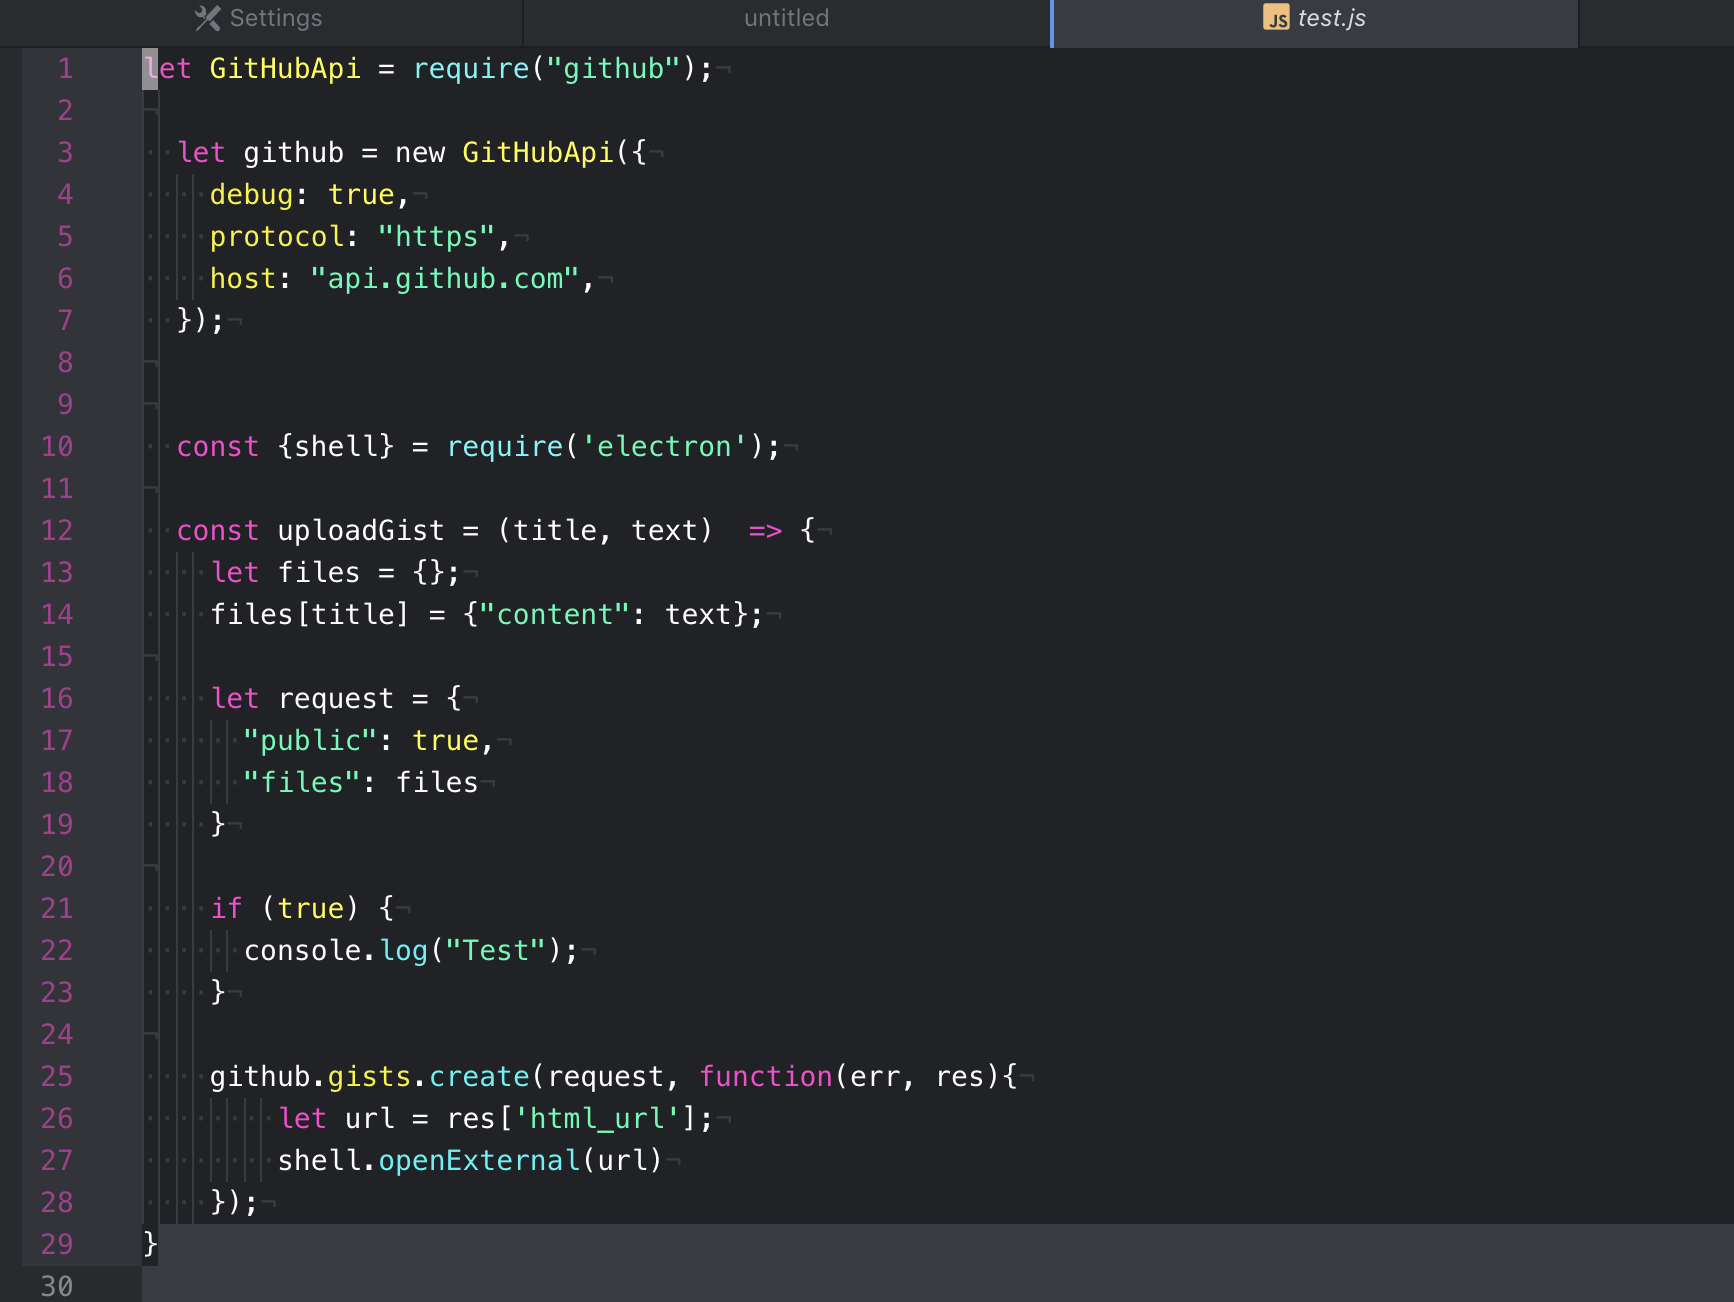 Settings
untitled
JS test.js
1 let GitHubApi = require("github");¬
2 ¬
3 ··let github = new GitHubApi({¬
4 ····debug: true,¬
5 ····protocol: "https",¬
6 ····host: "api.github.com",¬
7 ··});¬
8 ¬
9 ¬
10 ··const {shell} = require('electron');¬
11 ¬
12 ··const uploadGist = (title, text)  => {¬
13 ····let files = {};¬
14 ····files[title] = {"content": text};¬
15 ¬
16 ····let request = {¬
17 ······"public": true,¬
18 ······"files": files¬
19 ····}¬
20 ¬
21 ····if (true) {¬
22 ······console.log("Test");¬
23 ····}¬
24 ¬
25 ····github.gists.create(request, function(err, res){¬
26 ········let url = res['html_url'];¬
27 ········shell.openExternal(url)¬
28 ····});¬
29 }
30